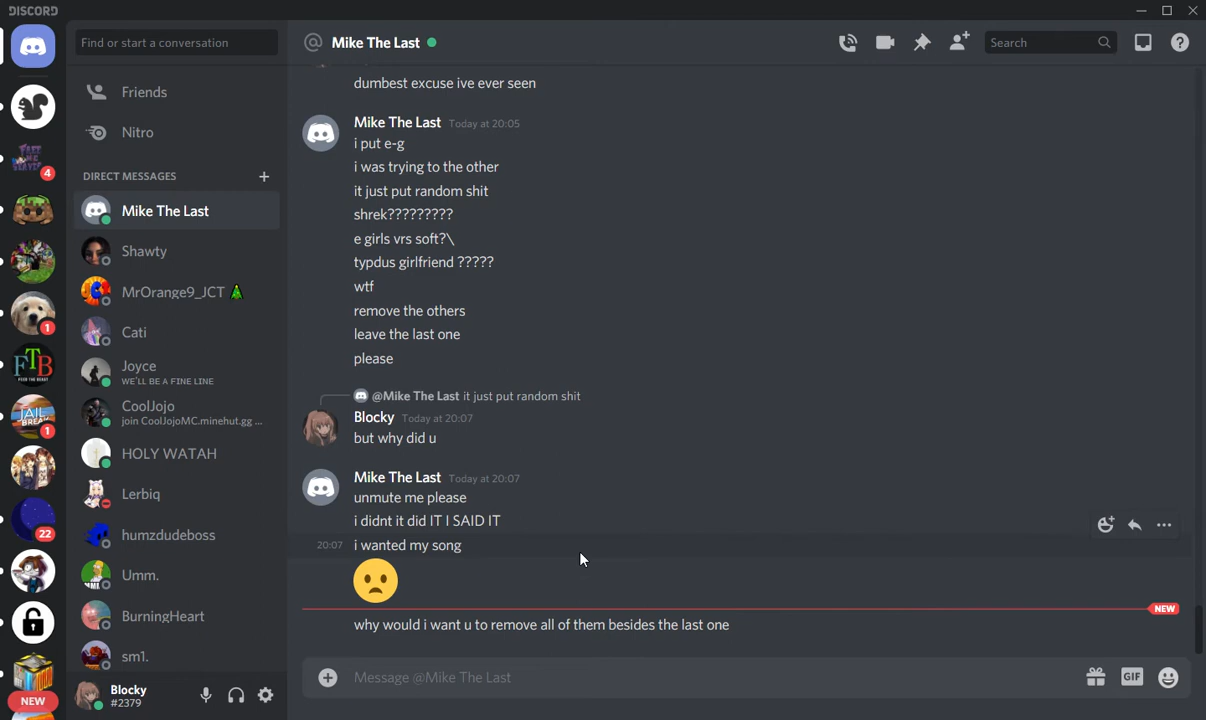 DISCORD
Find or start a conversation
Friends
Nitro
DIRECT MESSAGES
Mike The Last
Shawty
MrOrange9_JCT
Cati
Joyce
WE'LL BE A FINE LINE
CoolJojo
join CoolJojoMC.minehut.gg ...
HOLY WATAH
Lerbiq
humzdudeboss
Umm.
BurningHeart
sm1.
Blocky
#2379
4
1
FTB
JAIL BREAK
1
22
NEW
@ Mike The Last
Search
dumbest excuse ive ever seen
Mike The Last Today at 20:05
i put e-g
i was trying to the other
it just put random shit
shrek?????????
e girls vrs soft?\
typdus girlfriend ?????
wtf
remove the others
leave the last one
please
@Mike The Last it just put random shit
Blocky Today at 20:07
but why did u
Mike The Last Today at 20:07
unmute me please
i didnt it did IT I SAID IT
20:07 i wanted my song
NEW
why would i want u to remove all of them besides the last one
Message @Mike The Last
GIF